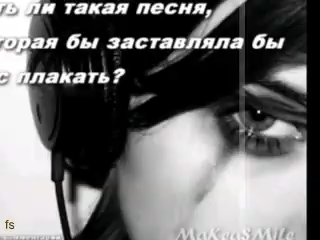 ть ли такая песня,
торая бы заставляла бы
с плакать?
fs
MaKeaSMile